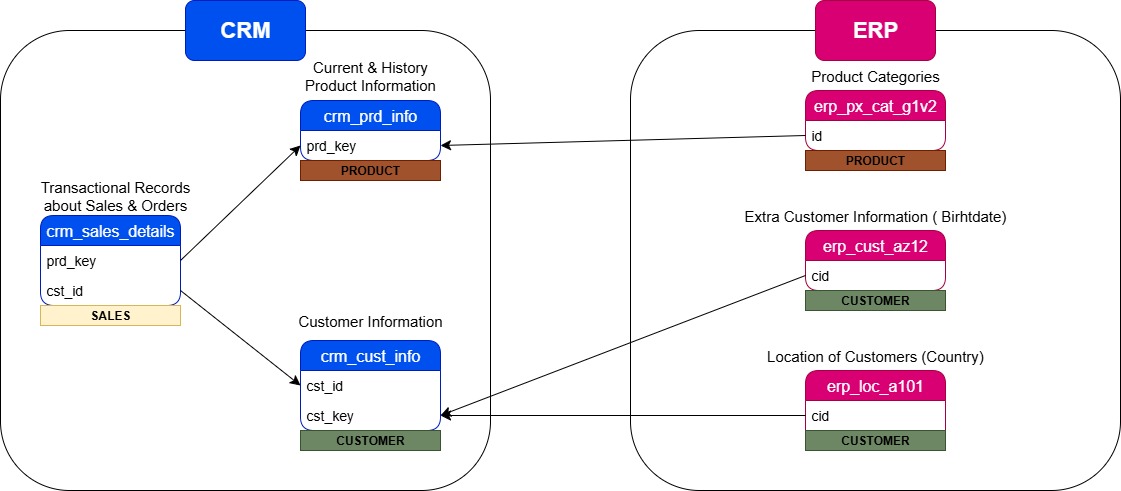 CRM
Current & History
Product Information
crm_prd_info
prd_key
PRODUCT
Transactional Records
about Sales & Orders
crm_sales_details
prd_key
cst_id
SALES
Customer Information
crm_cust_info
cst_id
cst_key
CUSTOMER
ERP
Product Categories
erp_px_cat_g1v2
id
PRODUCT
Extra Customer Information ( Birhtdate)
erp_cust_az12
cid
CUSTOMER
Location of Customers (Country)
erp_loc_a101
cid
CUSTOMER